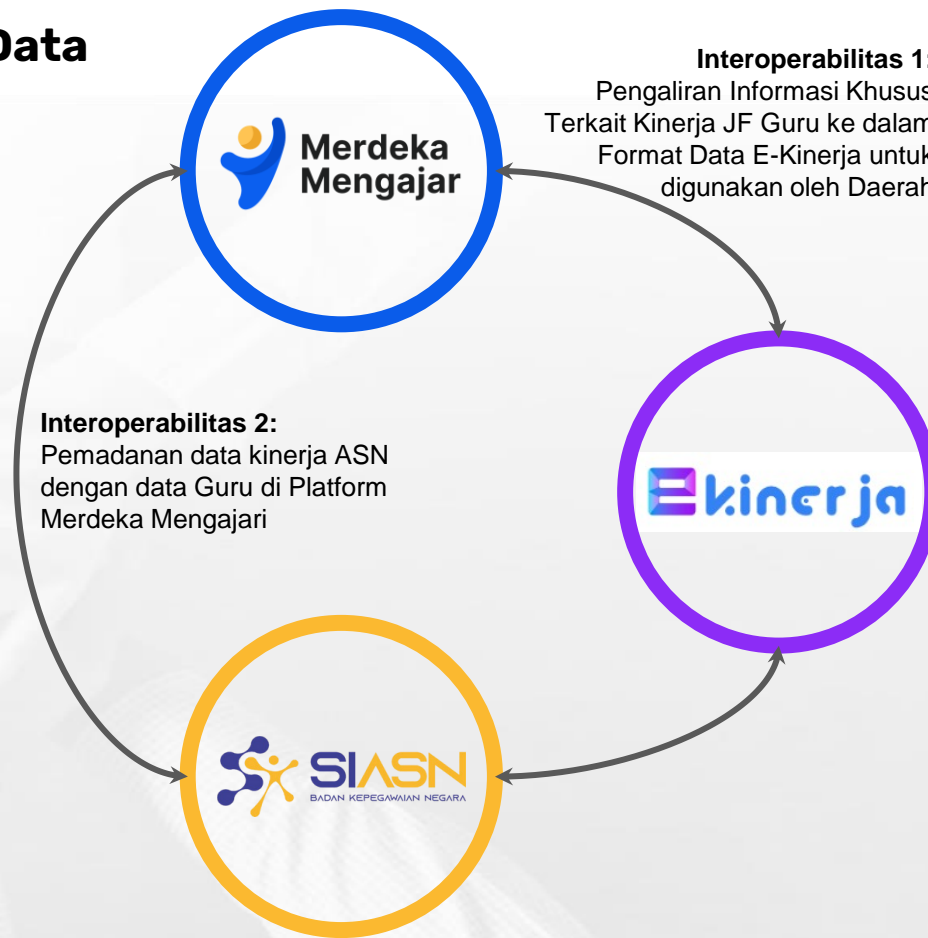 Data
Merdeka
Mengajar
Interoperabilitas 1:
Pengaliran Informasi Khusus
Terkait Kinerja JF Guru ke dalam
Format Data E-Kinerja untuk
digunakan oleh Daerah
Interoperabilitas 2:
Pemadanan data kinerja ASN
dengan data Guru di Platform
Merdeka Mengajari
Ekinerja
SIASN
BADAN KEPEGAWAIAN NEGARA